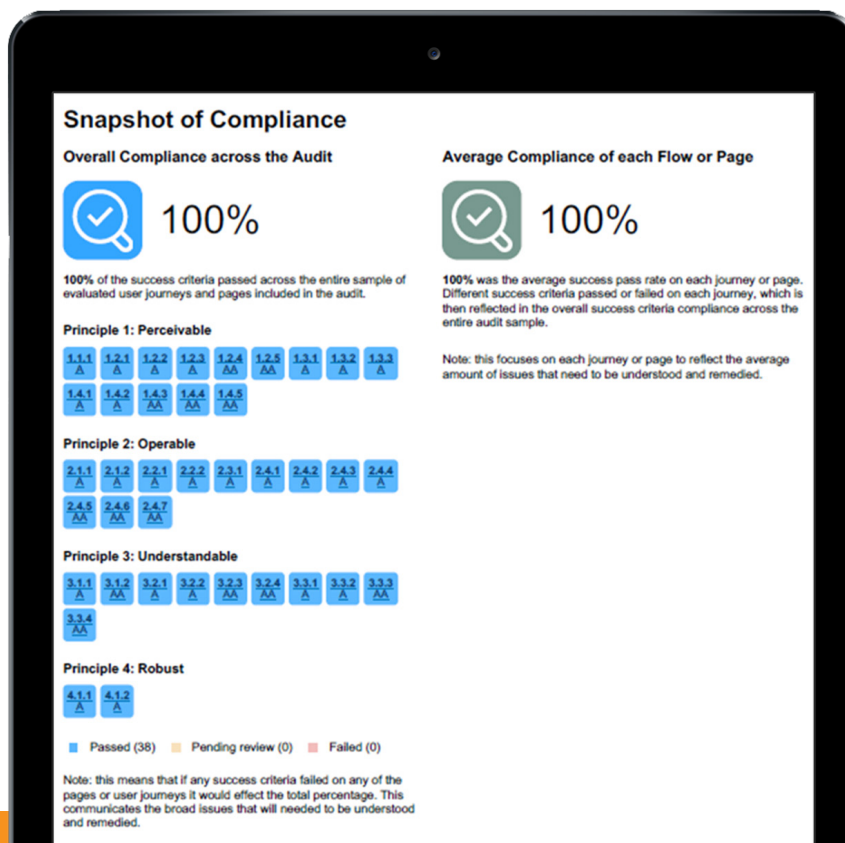 Snapshot of Compliance
Overall Compliance across the Audit
100%
100% of the success criteria passed across the entire sample of
evaluated user journeys and pages included in the audit.
Principle 1: Perceivable
1.1.1 1.2.1 1.2.2 1.2.3 1.2.4 1.2.5 1.3.1 1.3.2 1.3.3
A A A A AA AA A A A
1.4.1 1.4.2 1.4.3 1.4.4 1.4.5
A A AA AA AA
Principle 2: Operable
2.1.1 2.1.2 2.2.1 2.2.2 2.3.1 2.4.1 2.4.2 2.4.3 2.4.4
A A A A A A A A A
2.4.5 2.4.6 2.4.7
AA AA AA
Principle 3: Understandable
3.1.1 3.1.2 3.2.1 3.2.2 3.2.3 3.2.4 3.3.1 3.3.2 3.3.3
A AA A A AA AA A A AA
3.3.4
AA
Principle 4: Robust
4.1.1 4.1.2
A A
Passed (38) Pending review (0) Failed (0)
Note: this means that if any success criteria failed on any of the
pages or user journeys it would effect the total percentage. This
communicates the broad issues that will needed to be understood
and remedied.
Average Compliance of each Flow or Page
100%
100% was the average success pass rate on each journey or page.
Different success criteria passed or failed on each journey, which is
then reflected in the overall success criteria compliance across the
entire audit sample.
Note: this focuses on each journey or page to reflect the average
amount of issues that need to be understood and remedied.